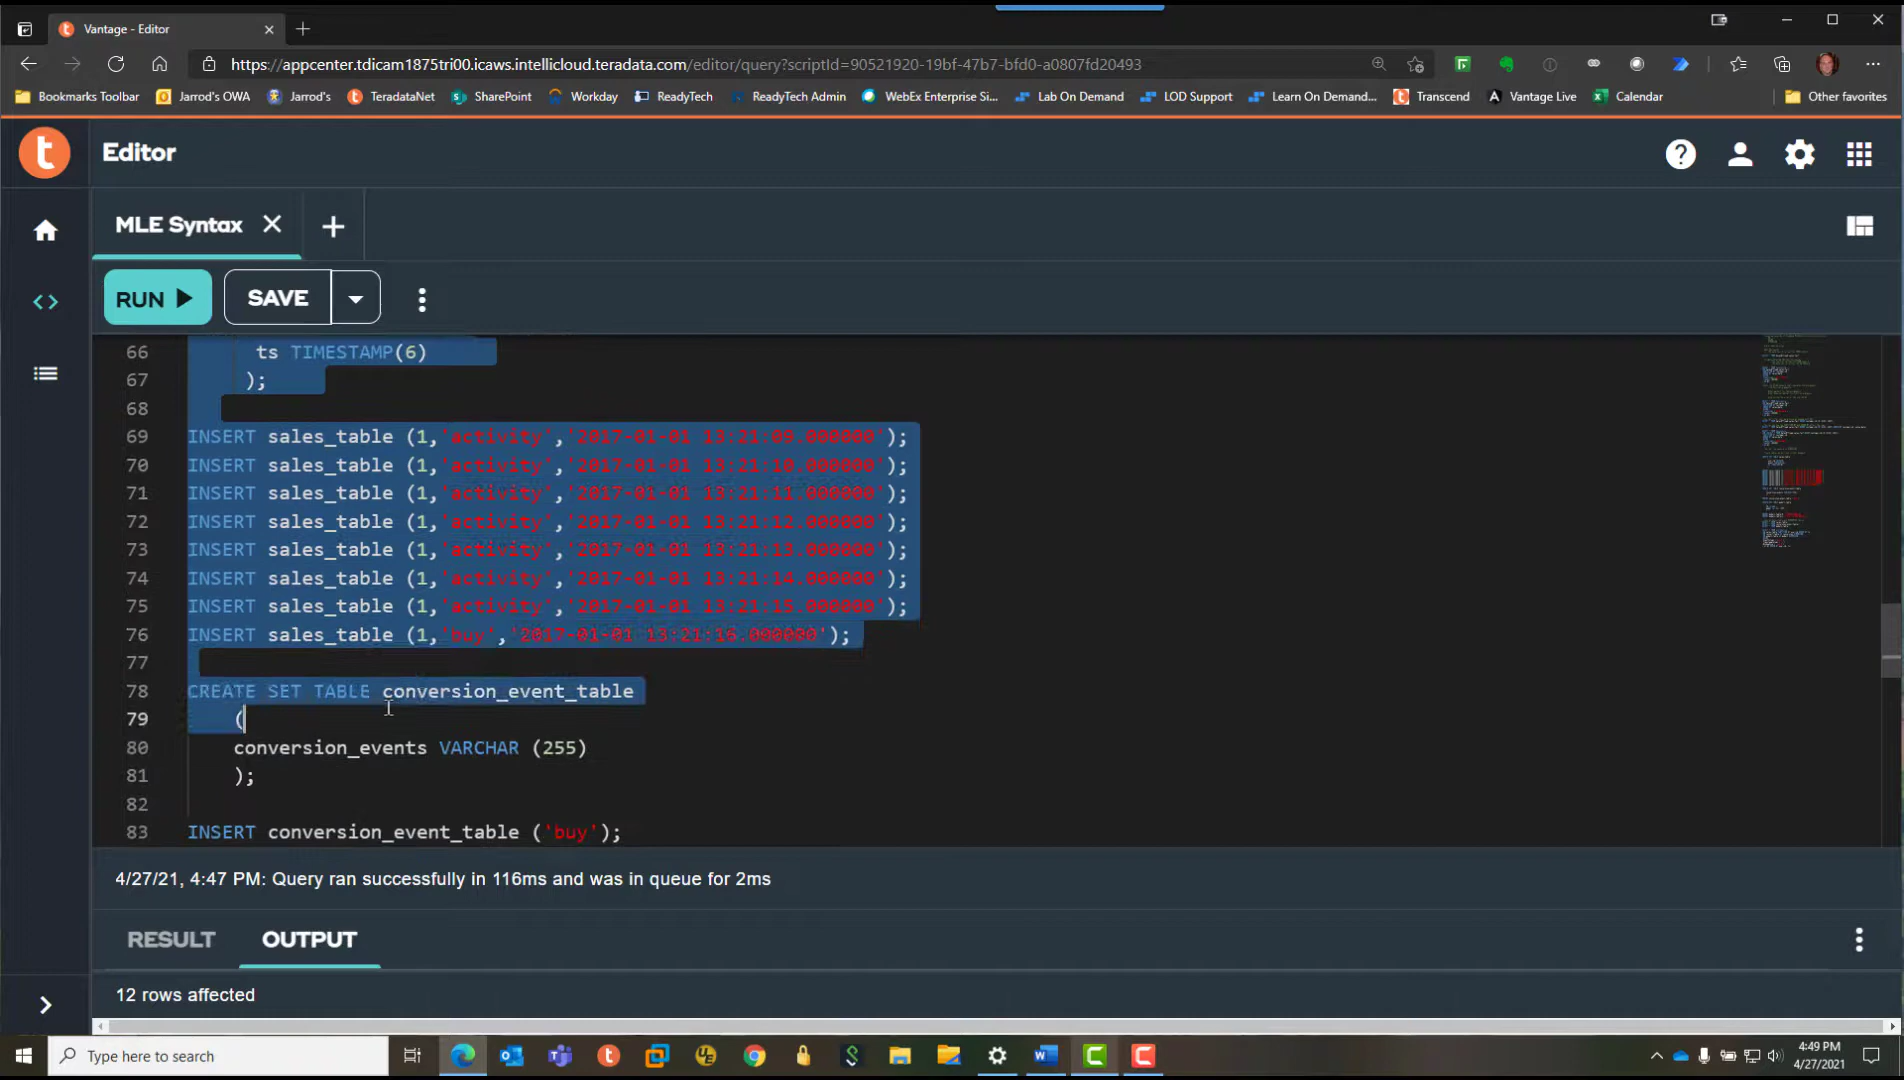 Vantage - Editor
https://appcenter.tdicam1875tri00.icaws.intellicloud.teradata.com/editor/query?scriptId=90521920-19bf-47b7-bfd0-a0807fd20493
Bookmarks Toolbar Jarrod's OWA Jarrod's TeradataNet SharePoint Workday ReadyTech ReadyTech Admin WebEx Enterprise Si... Lab On Demand LOD Support Learn On Demand... Transcend Vantage Live Calendar Other favorites
t Editor
MLE Syntax
RUN SAVE
66 ts TIMESTAMP(6)
67 );
68
69 INSERT sales_table (1,'activity','2017-01-01 13:21:09.000000');
70 INSERT sales_table (1,'activity','2017-01-01 13:21:10.000000');
71 INSERT sales_table (1,'activity','2017-01-01 13:21:11.000000');
72 INSERT sales_table (1,'activity','2017-01-01 13:21:12.000000');
73 INSERT sales_table (1,'activity','2017-01-01 13:21:13.000000');
74 INSERT sales_table (1,'activity','2017-01-01 13:21:14.000000');
75 INSERT sales_table (1,'activity','2017-01-01 13:21:15.000000');
76 INSERT sales_table (1,'buy','2017-01-01 13:21:16.000000');
77
78 CREATE SET TABLE conversion_event_table
79 (
80 conversion_events VARCHAR (255)
81 );
82
83 INSERT conversion_event_table ('buy');
4/27/21, 4:47 PM: Query ran successfully in 116ms and was in queue for 2ms
RESULT OUTPUT
12 rows affected
Type here to search
4:49 PM
4/27/2021